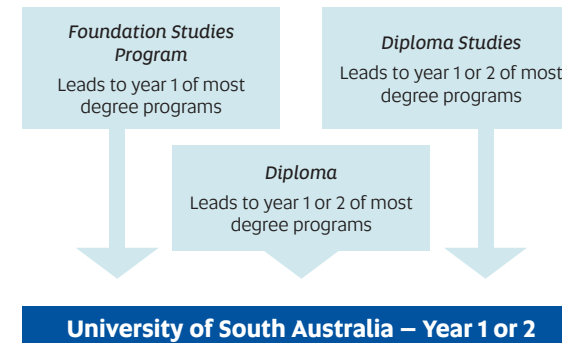 Foundation Studies
Program
Leads to year 1 of most
degree programs
Diploma Studies
Leads to year 1 or 2 of most
degree programs
Diploma
Leads to year 1 or 2 of most
degree programs
University of South Australia – Year 1 or 2